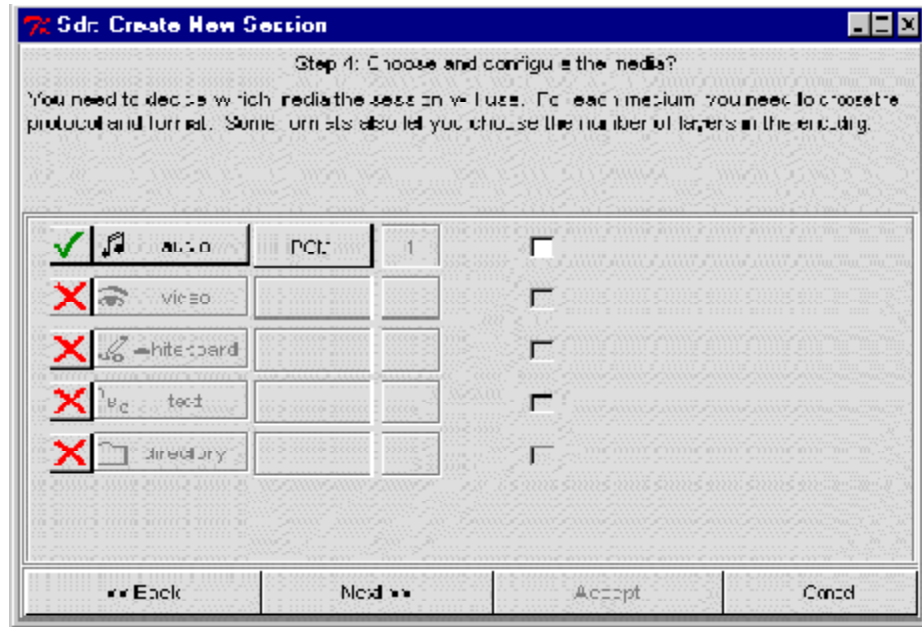 Sdr: Create New Session
Step 4: Choose and configure the media?
You need to decide which media the session will use. For each medium, you need to choose the
protocol and format. Some formats also let you choose the number of layers in the encoding.
audio PCM 1
video
whiteboard
text
directory
<< Back Next >> Accept Cancel